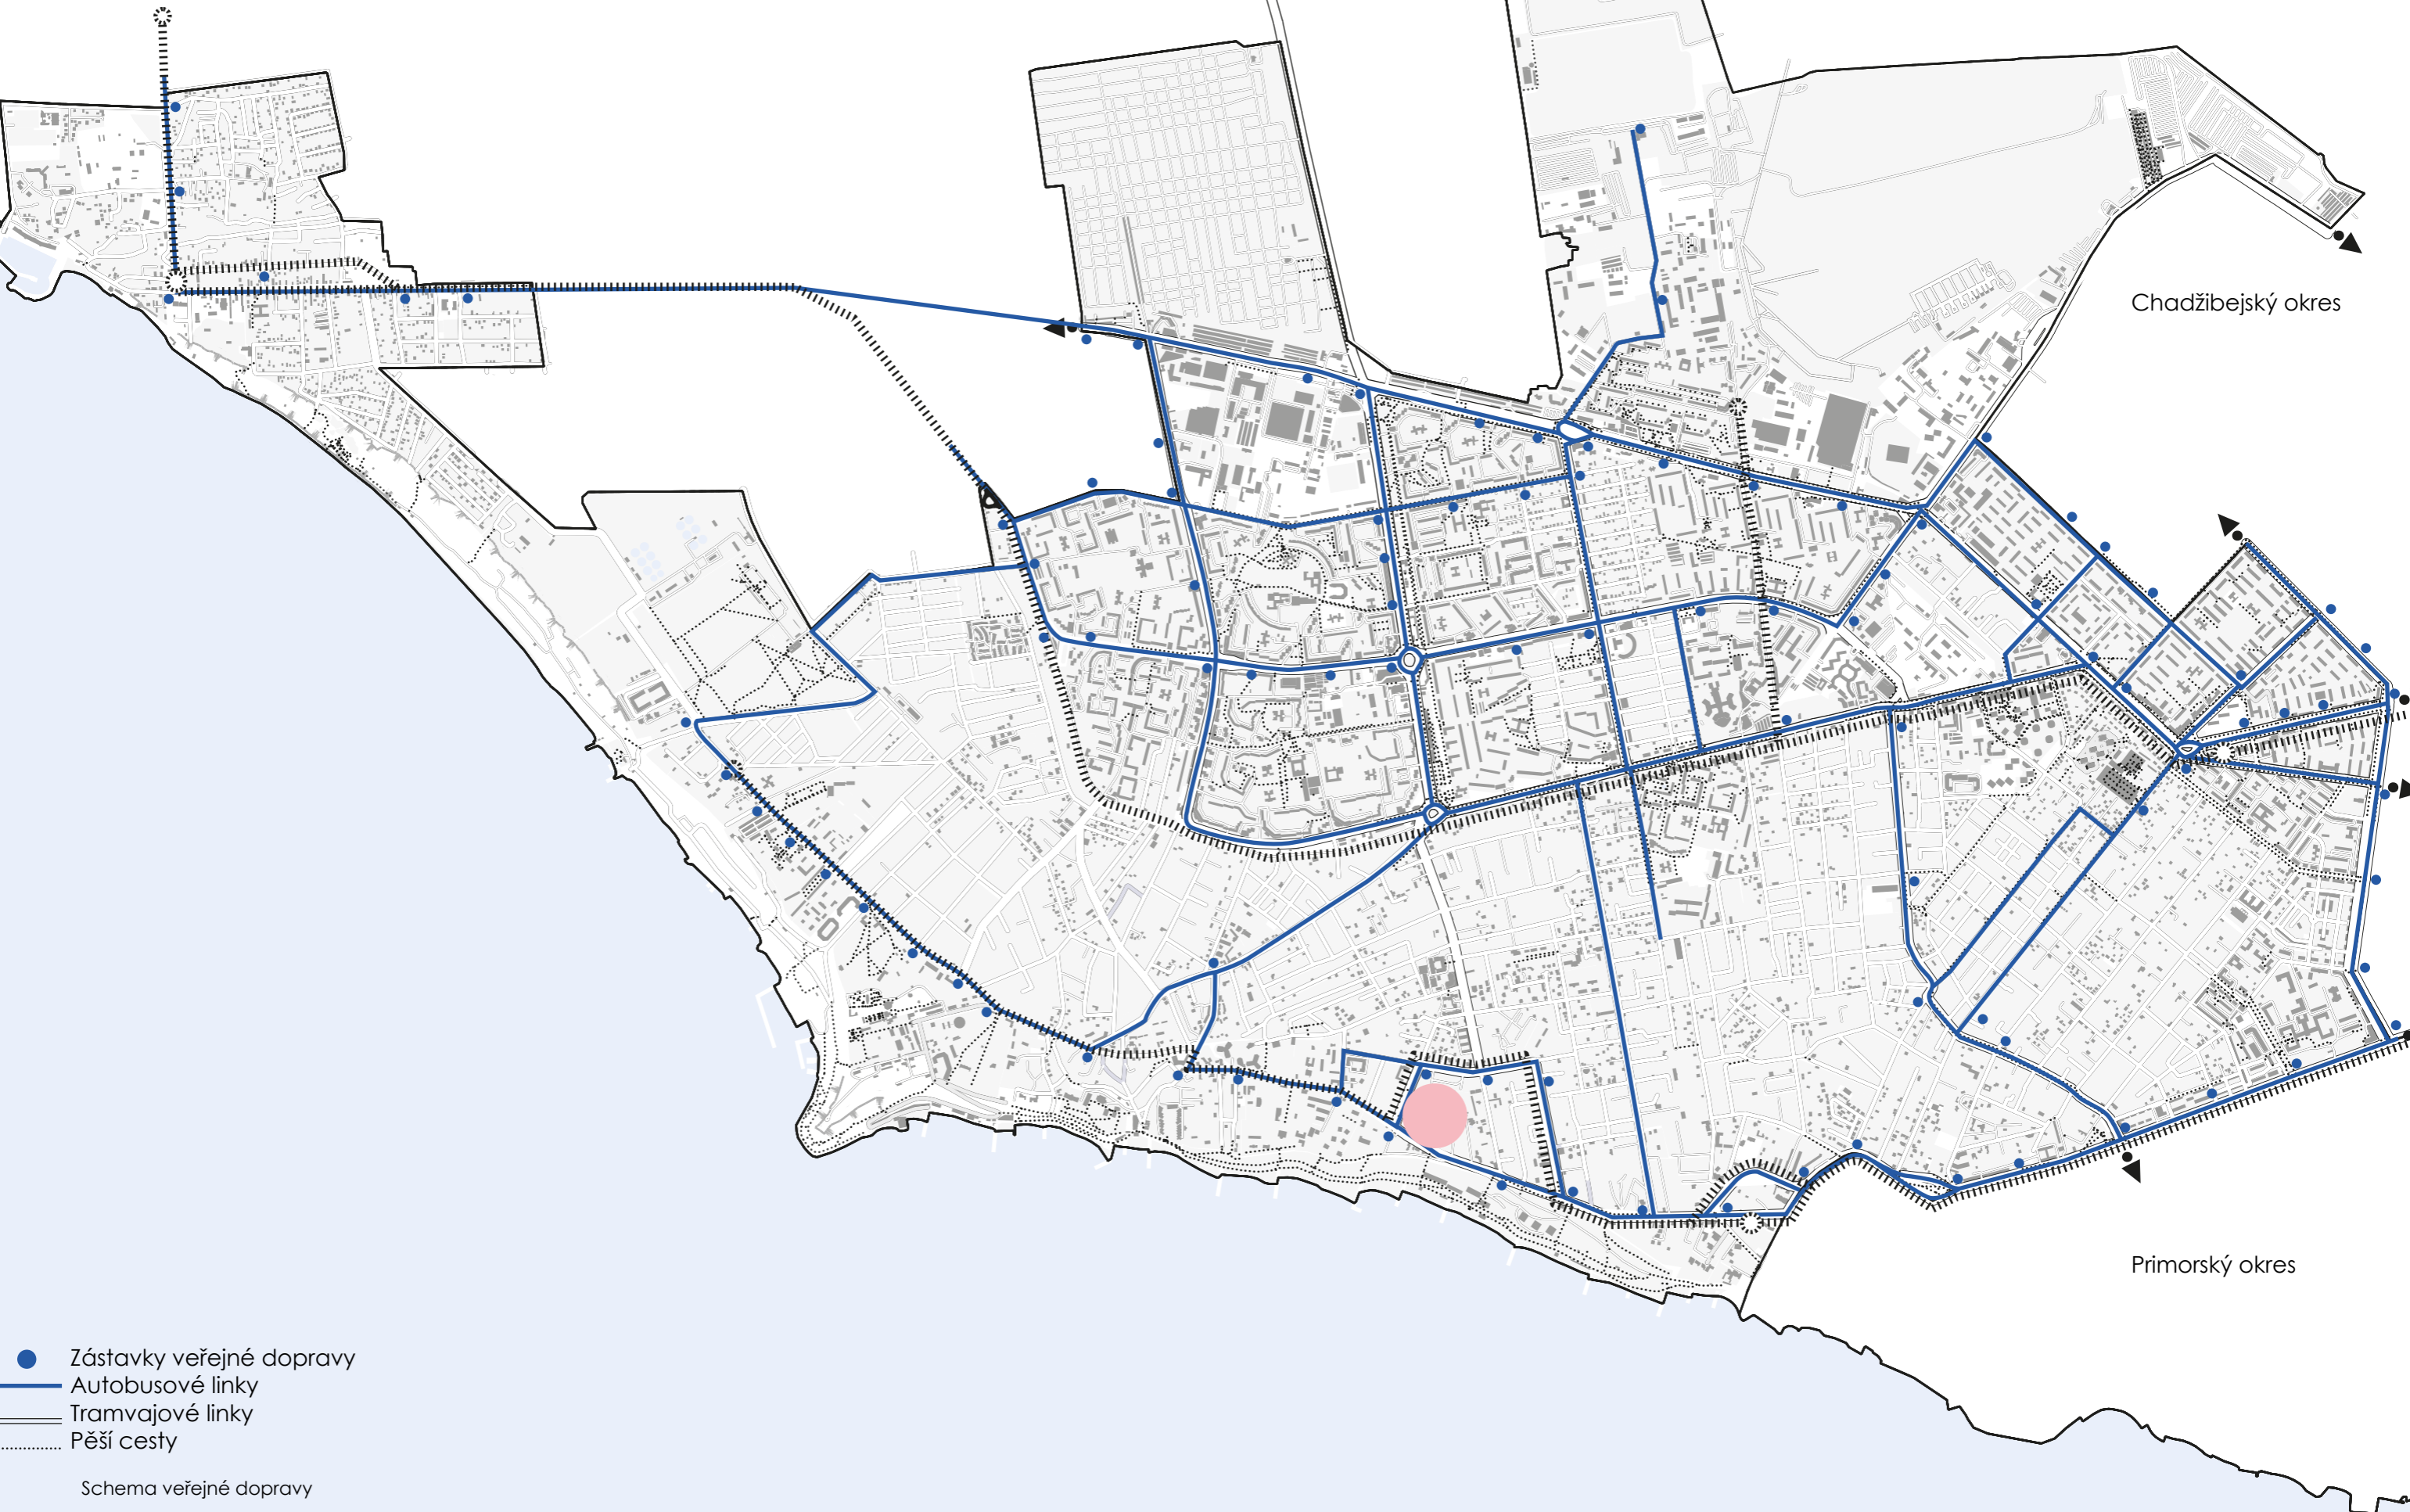 Chadžibejský okres
Primorský okres
Zástavky veřejné dopravy
Autobusové linky
Tramvajové linky
Pěší cesty
Schema veřejné dopravy